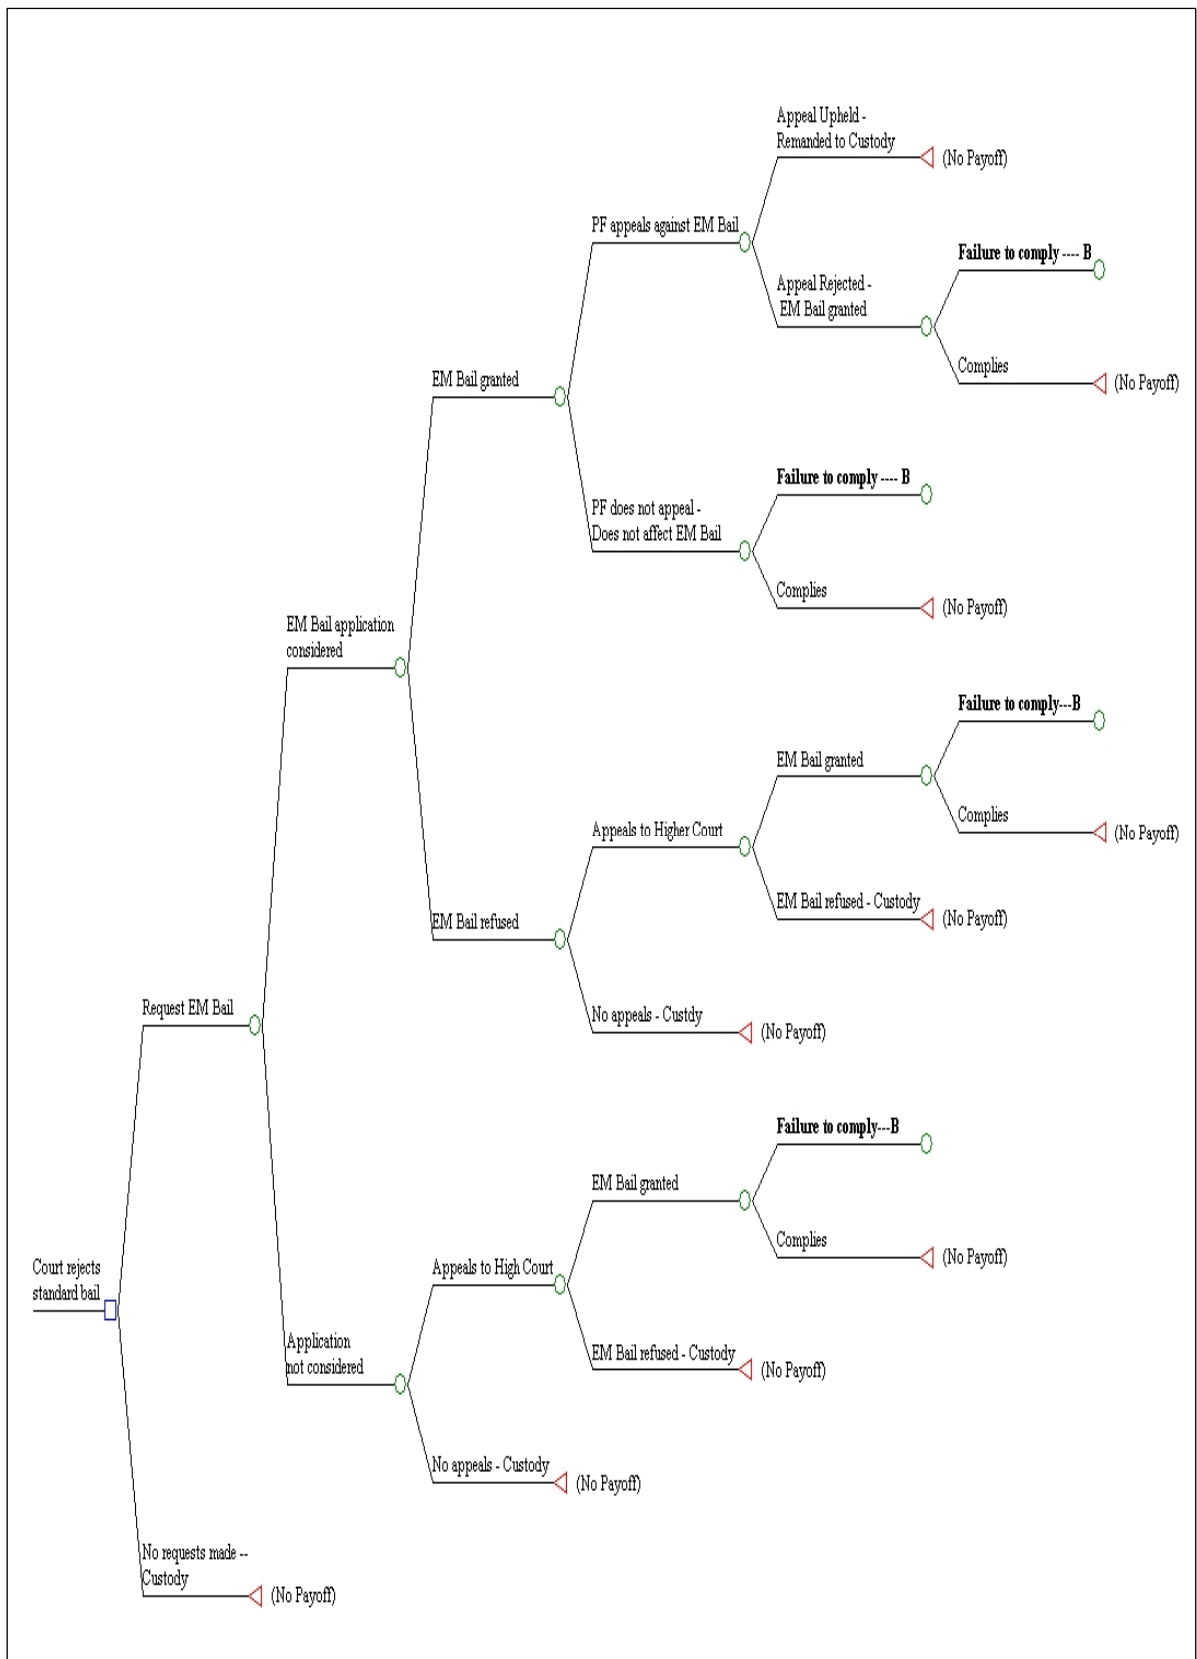 Appeal Upheld -
Remanded to Custody
(No Payoff)
PF appeals against EM Bail
Failure to comply ---- B
Appeal Rejected -
EM Bail granted
Complies
(No Payoff)
EM Bail granted
Failure to comply ---- B
PF does not appeal -
Does not affect EM Bail
Complies
(No Payoff)
EM Bail application
considered
Failure to comply---B
EM Bail granted
Complies
(No Payoff)
Appeals to Higher Court
EM Bail refused - Custody
(No Payoff)
EM Bail refused
No appeals - Custdy
(No Payoff)
Request EM Bail
Failure to comply---B
EM Bail granted
Complies
(No Payoff)
Appeals to High Court
Court rejects
standard bail
EM Bail refused - Custody
(No Payoff)
Application
not considered
No appeals - Custody
(No Payoff)
No requests made --
Custody
(No Payoff)